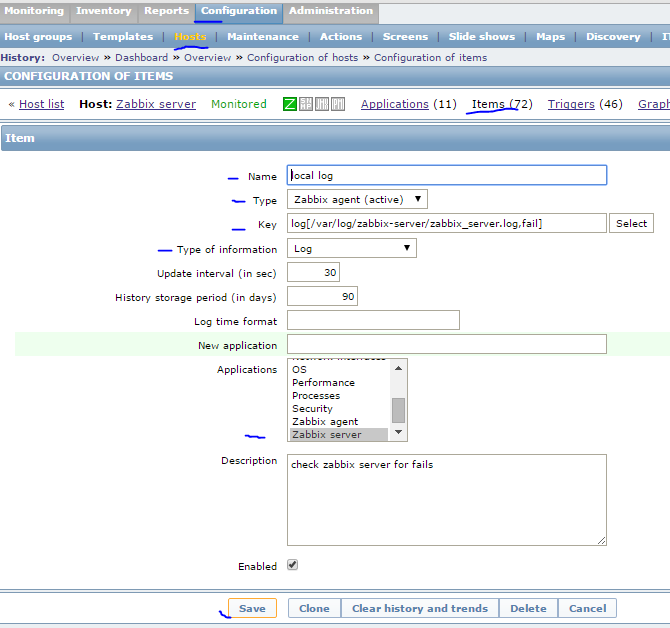 Monitoring Inventory Reports Configuration Administration
Host groups | Templates | Hosts | Maintenance | Actions | Screens | Slide shows | Maps | Discovery |
History: Overview » Dashboard » Overview » Configuration of hosts » Configuration of items
CONFIGURATION OF ITEMS
« Host list Host: Zabbix server Monitored Z Applications (11) Items (72) Triggers (46) Graph
Item
Name local log
Type Zabbix agent (active)
Key log[/var/log/zabbix-server/zabbix_server.log,fail] Select
Type of information Log
Update interval (in sec) 30
History storage period (in days) 90
Log time format
New application
Applications
OS
Performance
Processes
Security
Zabbix agent
Zabbix server
Description check zabbix server for fails
Enabled
Save Clone Clear history and trends Delete Cancel